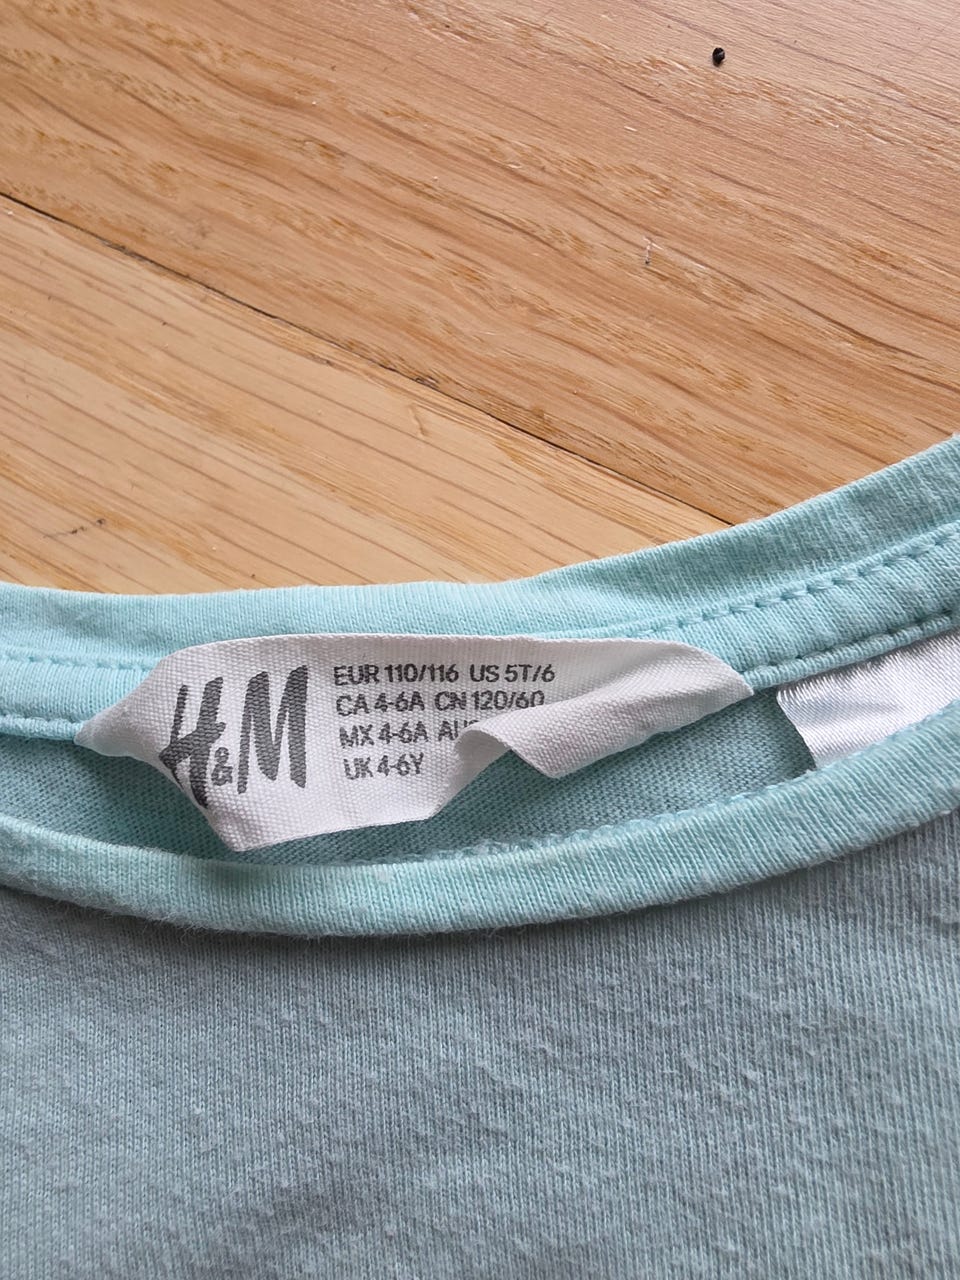 H&M
EUR 110/116 US 5T/6
CA 4-6A CN 120/60
MX 4-6A
UK 4-6Y